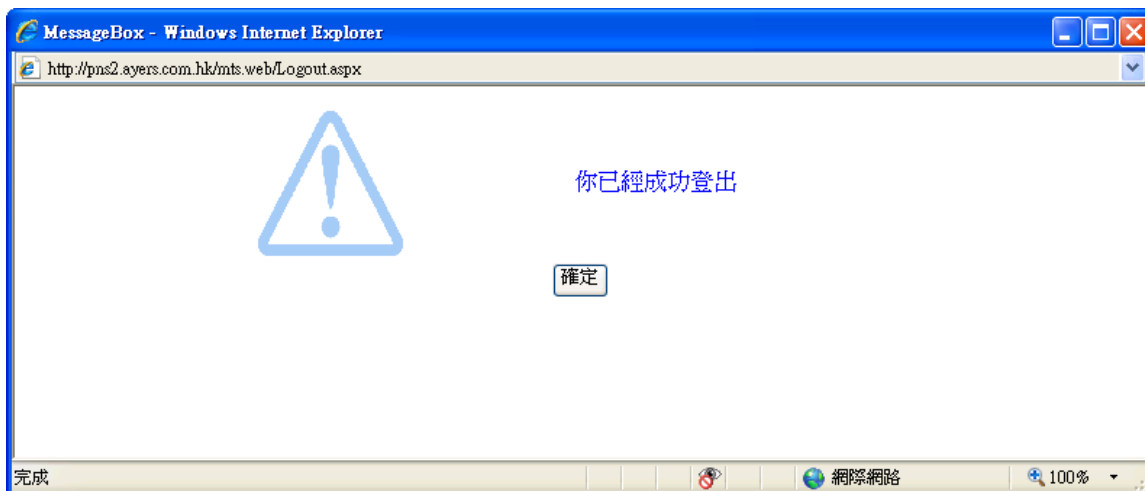 MessageBox - Windows Internet Explorer
http://pns2.ayers.com.hk/mts.web/Logout.aspx
你已經成功登出
確定
完成 網際網路 100%